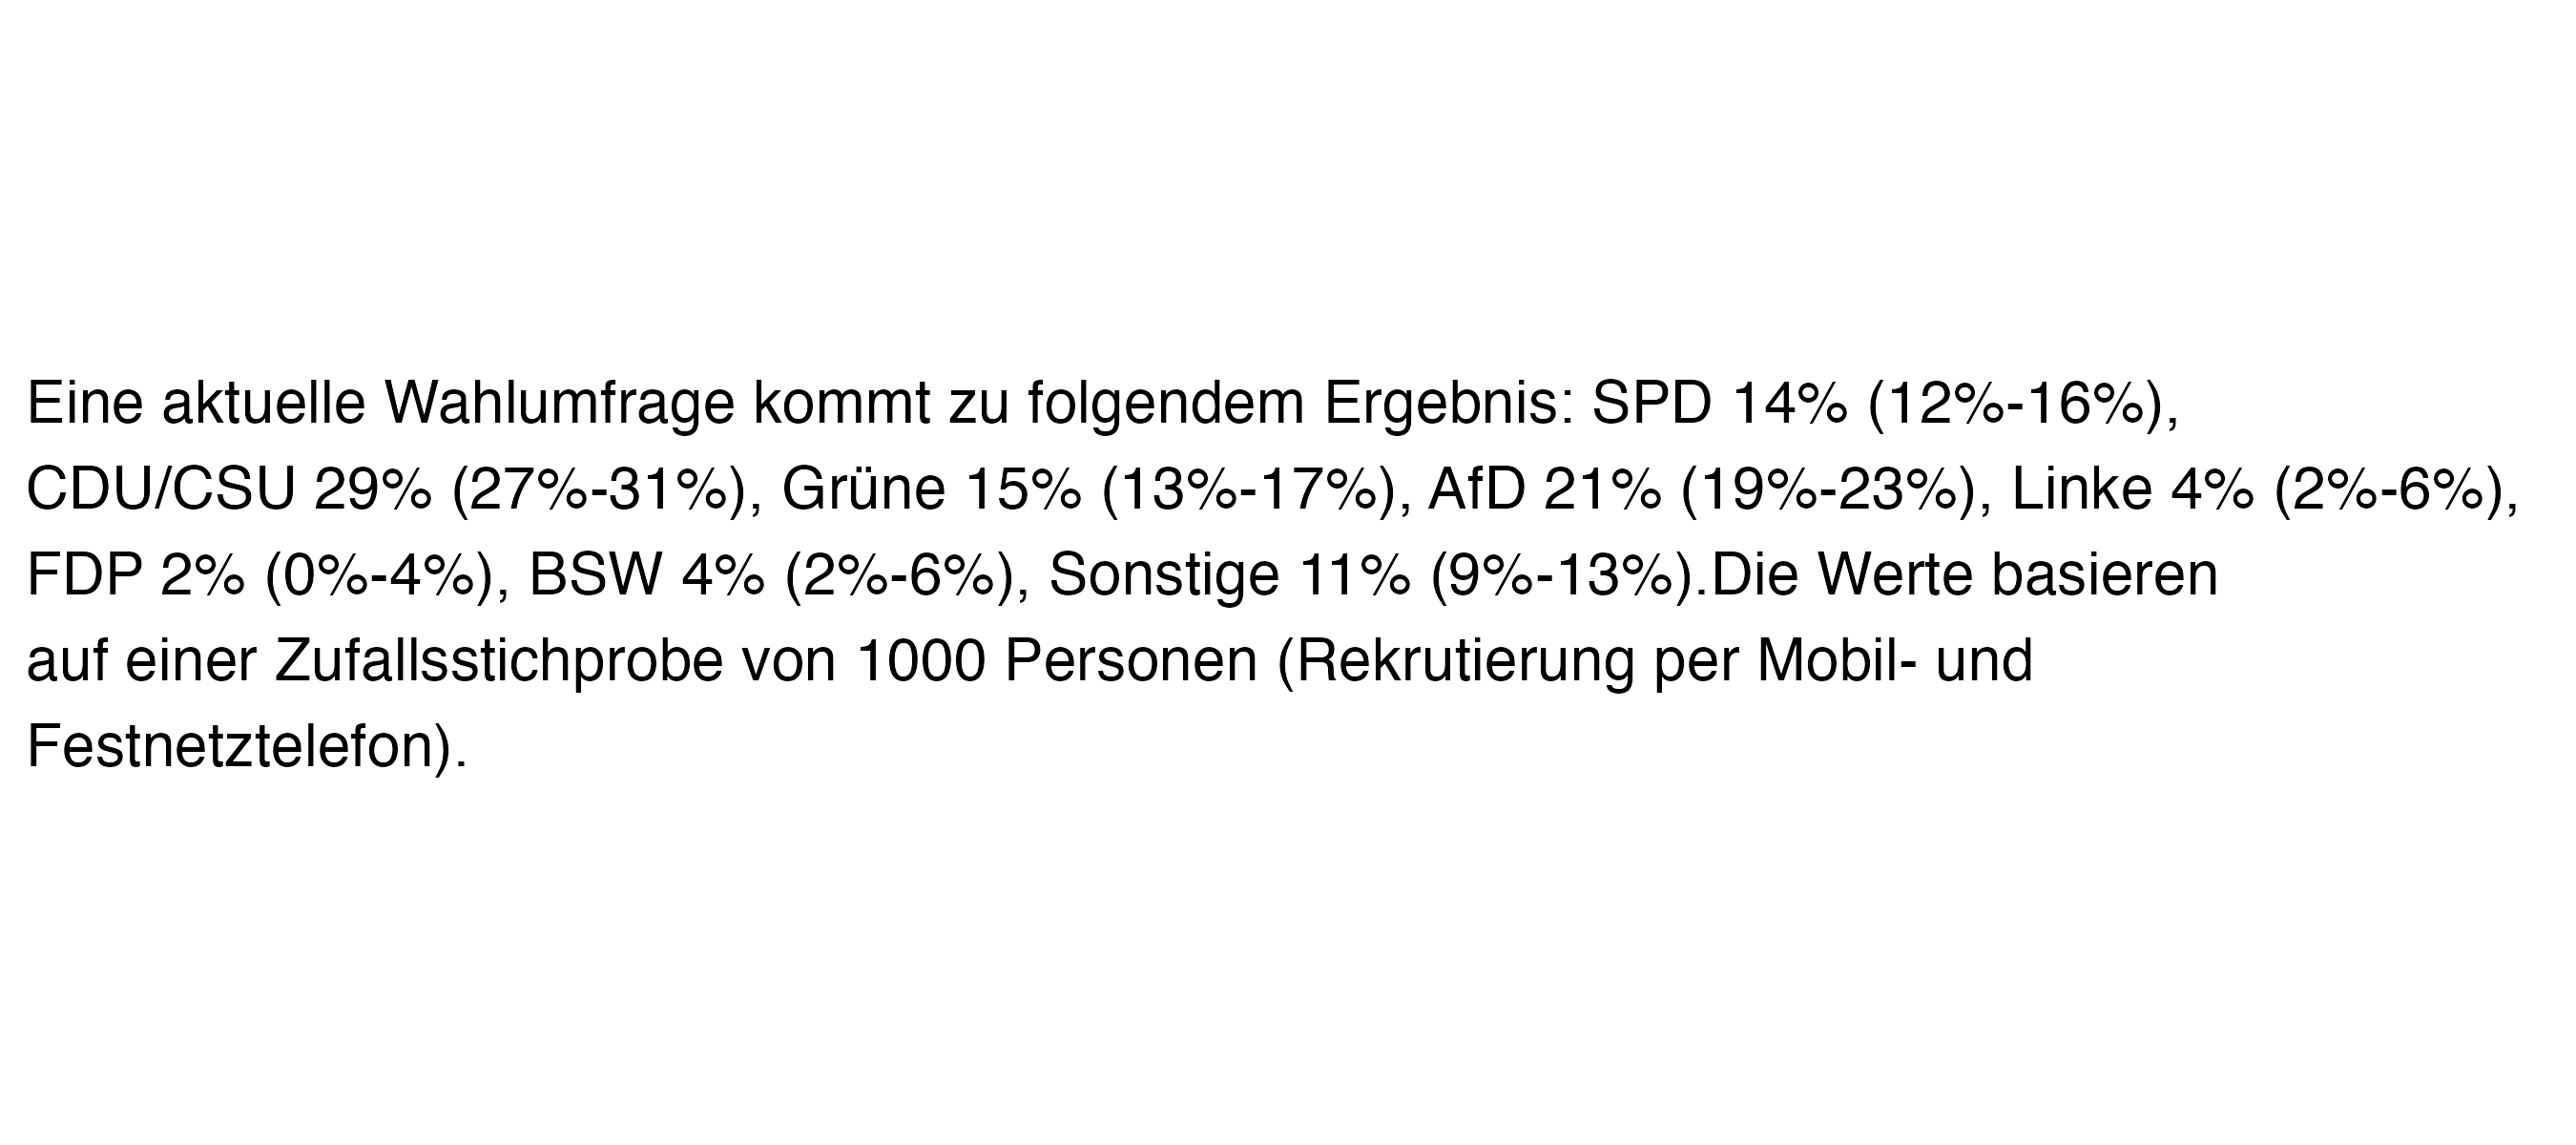 Eine aktuelle Wahlumfrage kommt zu folgendem Ergebnis: SPD 14% (12%-16%),
CDU/CSU 29% (27%-31%), Grüne 15% (13%-17%), AfD 21% (19%-23%), Linke 4% (2%-6%),
FDP 2% (0%-4%), BSW 4% (2%-6%), Sonstige 11% (9%-13%).Die Werte basieren
auf einer Zufallsstichprobe von 1000 Personen (Rekrutierung per Mobil- und
Festnetztelefon).